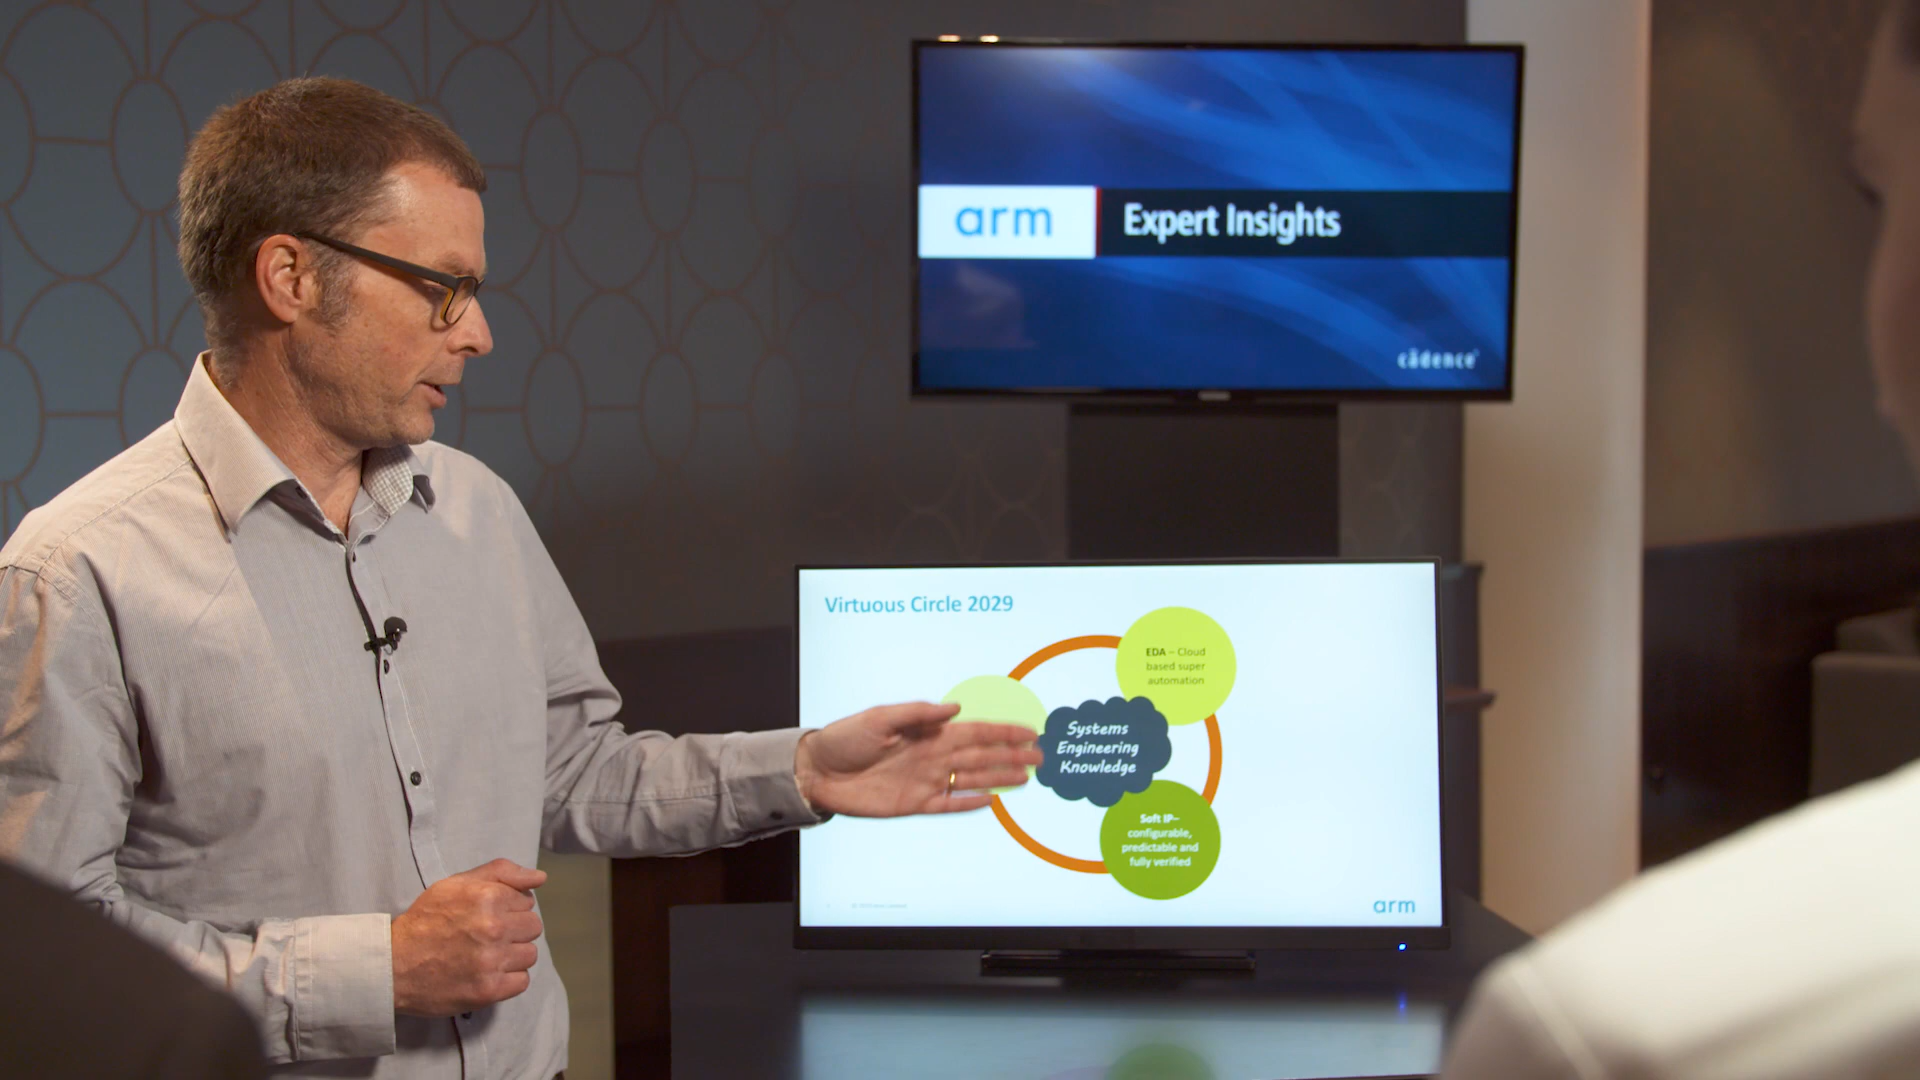 arm
Expert Insights
cādence
Virtuous Circle 2029
EDA – Cloud
based super
automation
Systems
Engineering
Knowledge
Soft IP–
configurable,
predictable and
fully verified
arm